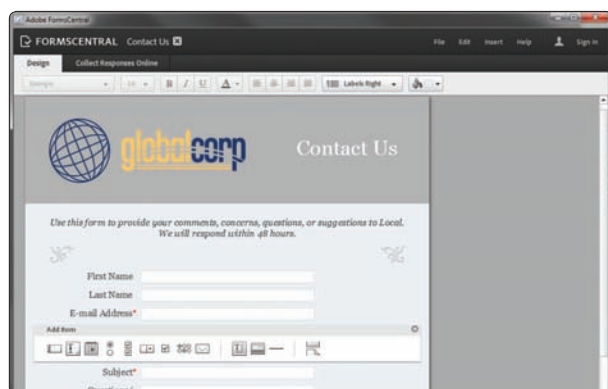 Adobe FormsCentral
FORMSCENTRAL Contact Us File Edit Insert Help Sign In
Design Collect Responses Online
B I U A Labels Right
globalcorp Contact Us
Use this form to provide your comments, concerns, questions, or suggestions to Local.
We will respond within 48 hours.
First Name
Last Name
E-mail Address*
Add Item
Subject*